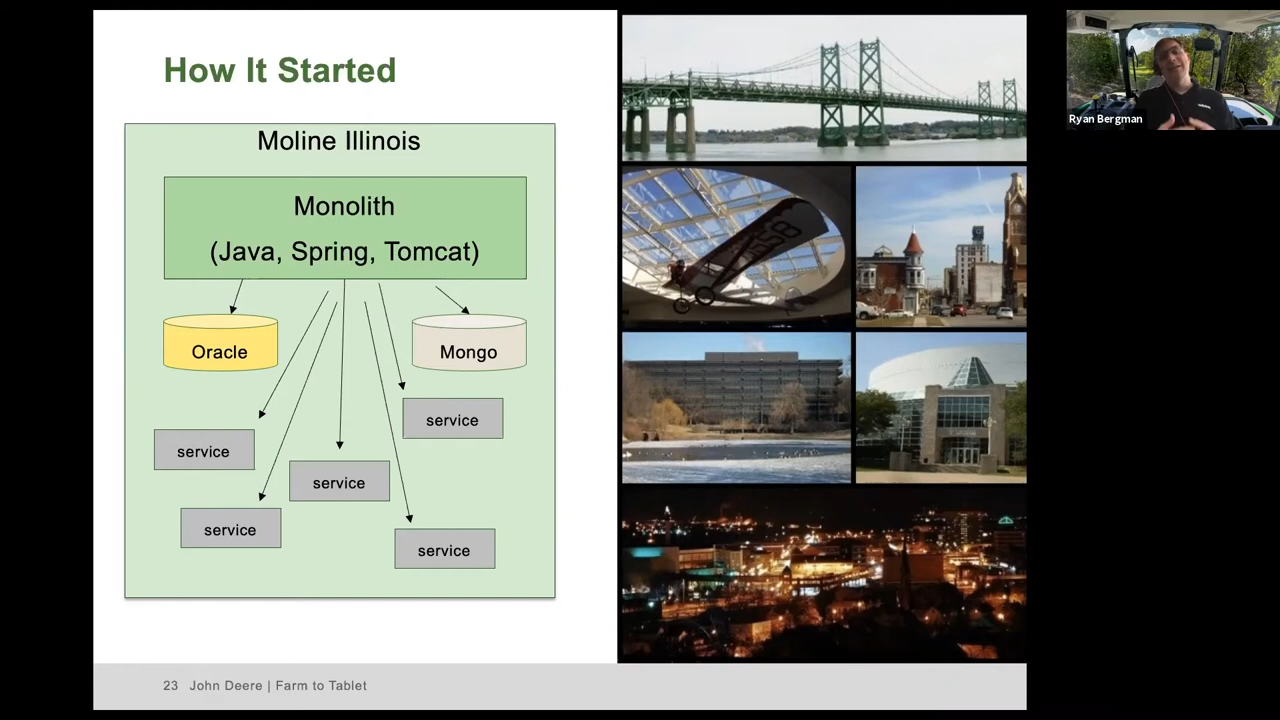 How It Started
Moline Illinois
Monolith
(Java, Spring, Tomcat)
Oracle
Mongo
service
service
service
service
service
23 John Deere | Farm to Tablet
Ryan Bergman